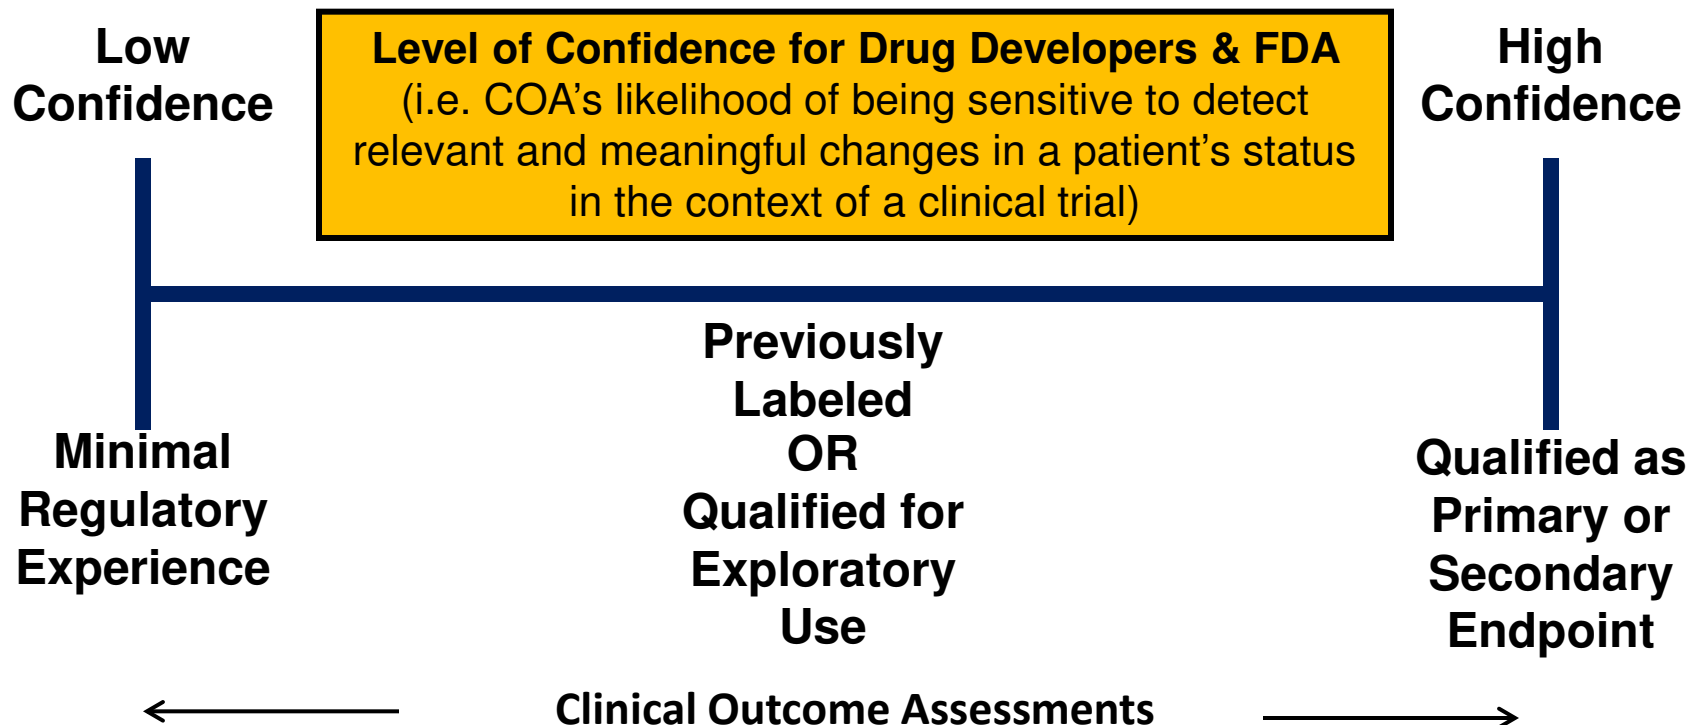 Low
Confidence
Level of Confidence for Drug Developers & FDA
(i.e. COA’s likelihood of being sensitive to detect
relevant and meaningful changes in a patient’s status
in the context of a clinical trial)
High
Confidence
Minimal
Regulatory
Experience
Previously
Labeled
OR
Qualified for
Exploratory
Use
Qualified as
Primary or
Secondary
Endpoint
Clinical Outcome Assessments